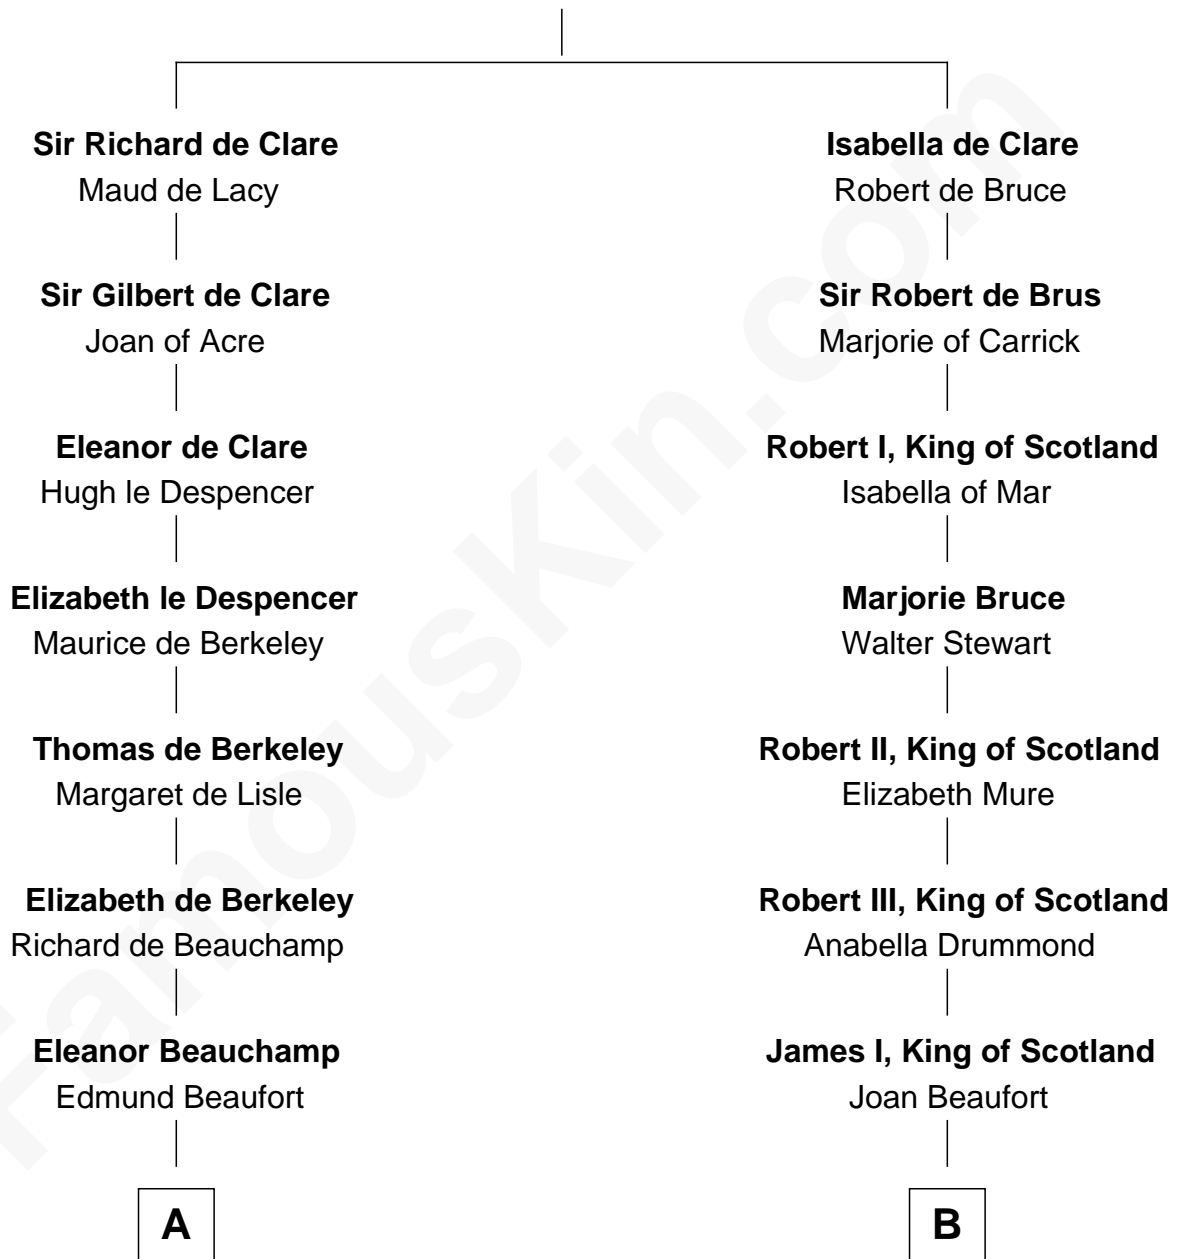 Sir Richard de Clare
Maud de Lacy
Isabella de Clare
Robert de Bruce
Sir Gilbert de Clare
Joan of Acre
Sir Robert de Brus
Marjorie of Carrick
Eleanor de Clare
Hugh le Despencer
Robert I, King of Scotland
Isabella of Mar
Elizabeth le Despencer
Maurice de Berkeley
Marjorie Bruce
Walter Stewart
Thomas de Berkeley
Margaret de Lisle
Robert II, King of Scotland
Elizabeth Mure
Elizabeth de Berkeley
Richard de Beauchamp
Robert III, King of Scotland
Anabella Drummond
Eleanor Beauchamp
Edmund Beaufort
James I, King of Scotland
Joan Beaufort
A
B
FamousKin.com